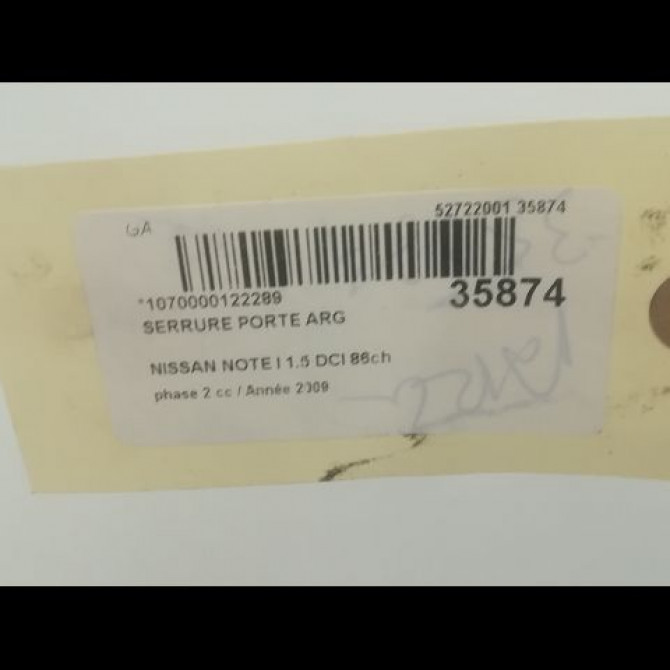 GA
52722001 35874
*1070000122289
35874
SERRURE PORTE ARG
NISSAN NOTE I 1.5 DCI 86ch
phase 2 cc / Année 2009